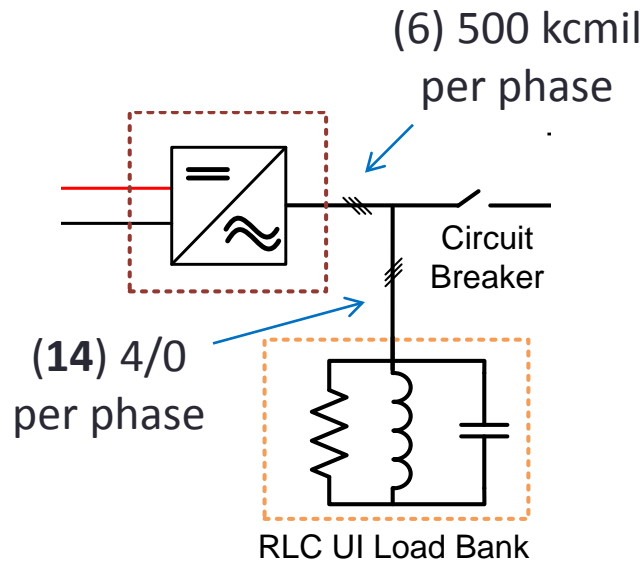 (6) 500 kcmil
per phase
Circuit
Breaker
(14) 4/0
per phase
RLC UI Load Bank